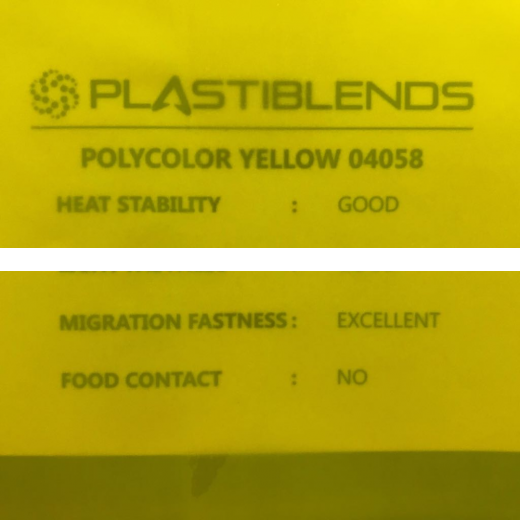 PLASTIBLENDS
POLYCOLOR YELLOW 04058
HEAT STABILITY : GOOD
MIGRATION FASTNESS : EXCELLENT
FOOD CONTACT : NO